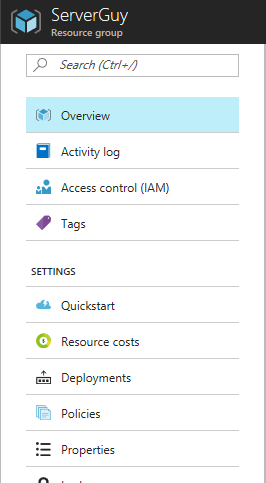 ServerGuy
Resource group
Search (Ctrl+/)
Overview
Activity log
Access control (IAM)
Tags
SETTINGS
Quickstart
Resource costs
Deployments
Policies
Properties